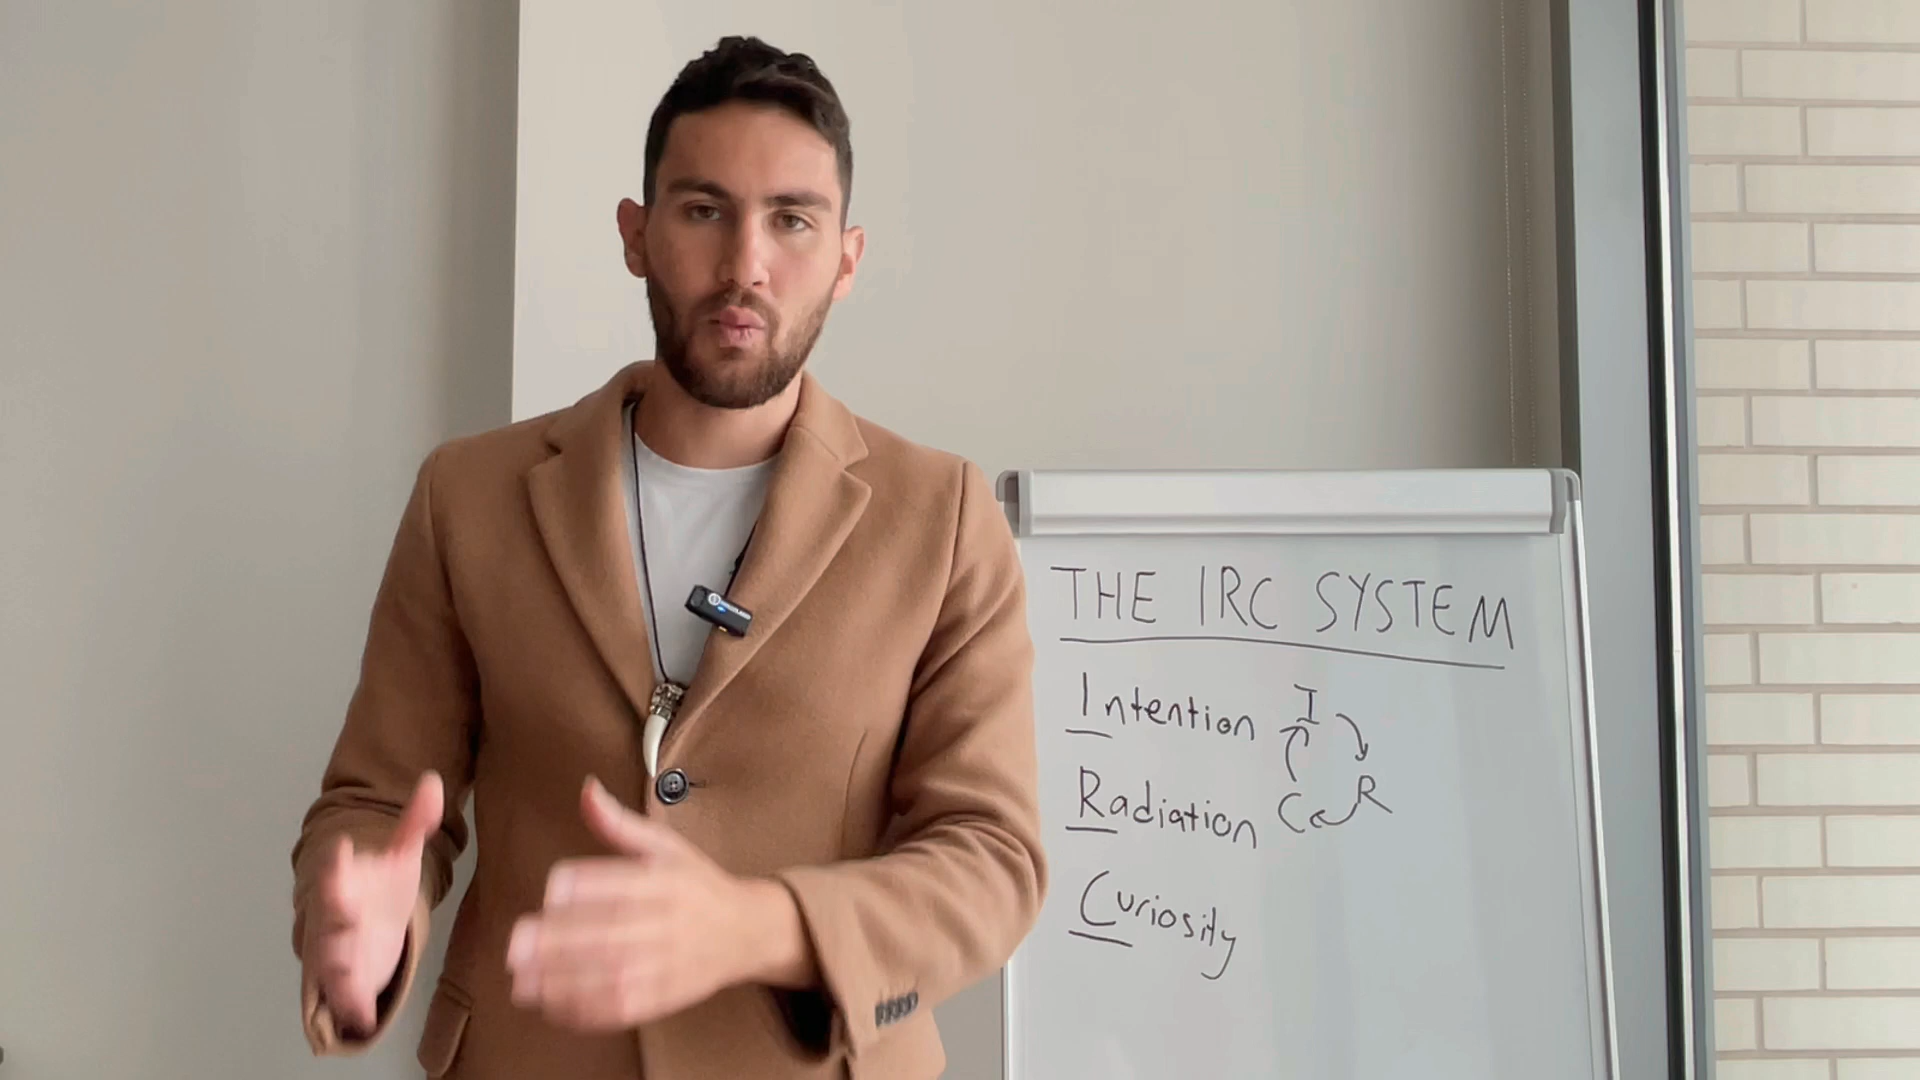 THE IRC SYSTEM
Intention
I
Radiation
C R
Curiosity